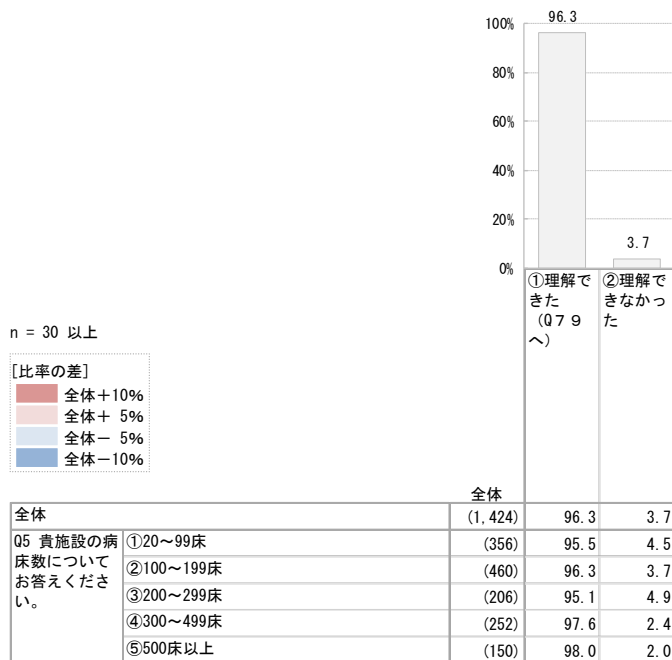 96.3
100%
80%
60%
40%
20%
3.7
0%
①理解で
きた
（Q７９
へ）
②理解で
きなかっ
た
n = 30 以上
[比率の差]
全体＋10%
全体＋ 5%
全体－ 5%
全体－10%
全体
全体 (1,424) 96.3 3.7
Q5 貴施設の病
床数について
お答えくださ
い。
①20～99床 (356) 95.5 4.5
②100～199床 (460) 96.3 3.7
③200～299床 (206) 95.1 4.9
④300～499床 (252) 97.6 2.4
⑤500床以上 (150) 98.0 2.0